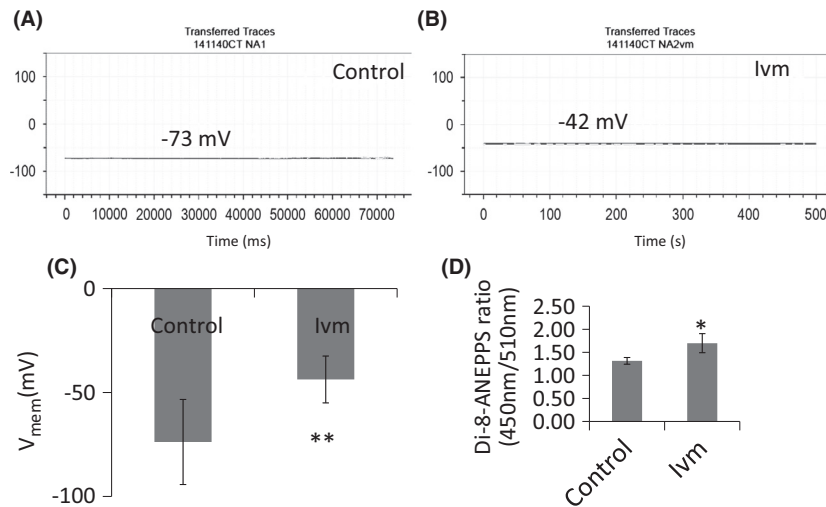 (A)
Transferred Traces
141140CT NA1
Control
100
0
-100
-73 mV
0 10000 20000 30000 40000 50000 60000 70000
Time (ms)
(B)
Transferred Traces
141140CT NA2vm
Ivm
100
0
-100
-42 mV
0 100 200 300 400 500
Time (s)
(C)
0
-50
-100
Vmem(mV)
Control
Ivm
**
(D)
Di-8-ANEPPS ratio
(450nm/510nm)
2.50
2.00
1.50
1.00
0.50
0.00
*
Control
Ivm